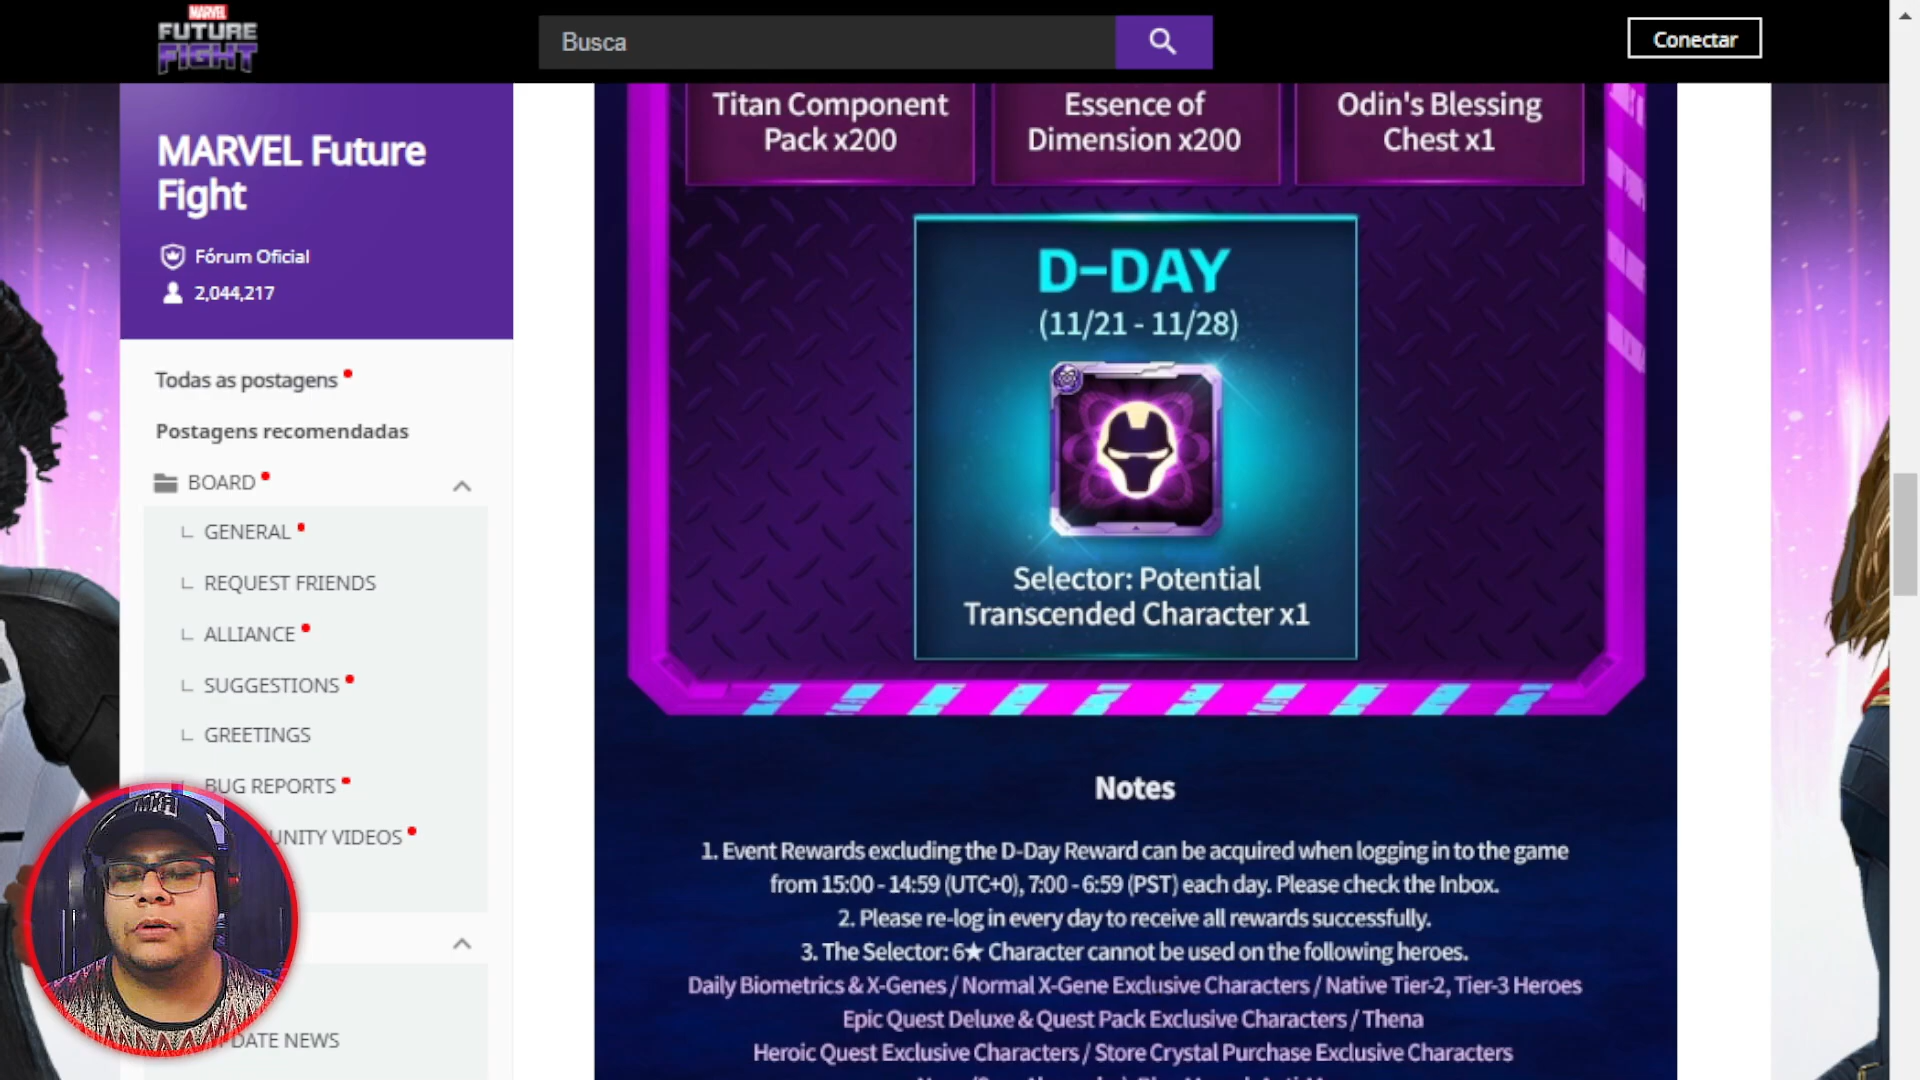 MARVEL
FUTURE
FIGHT
Busca
Conectar
MARVEL Future
Fight
Fórum Oficial
2,044,217
Todas as postagens
Postagens recomendadas
BOARD
GENERAL
REQUEST FRIENDS
ALLIANCE
SUGGESTIONS
GREETINGS
BUG REPORTS
UNITY VIDEOS
DATE NEWS
Titan Component
Pack x200
Essence of
Dimension x200
Odin's Blessing
Chest x1
D-DAY
(11/21 - 11/28)
Selector: Potential
Transcended Character x1
Notes
1. Event Rewards excluding the D-Day Reward can be acquired when logging in to the game
from 15:00 - 14:59 (UTC+0), 7:00 - 6:59 (PST) each day. Please check the Inbox.
2. Please re-log in every day to receive all rewards successfully.
3. The Selector: 6★ Character cannot be used on the following heroes.
Daily Biometrics & X-Genes / Normal X-Gene Exclusive Characters / Native Tier-2, Tier-3 Heroes
Epic Quest Deluxe & Quest Pack Exclusive Characters / Thena
Heroic Quest Exclusive Characters / Store Crystal Purchase Exclusive Characters